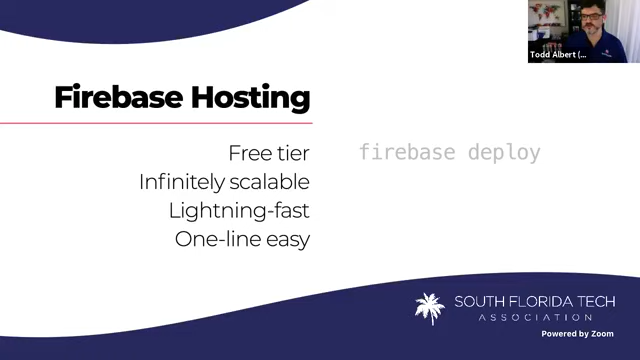 Todd Albert (...
Firebase Hosting
Free tier
Infinitely scalable
Lightning-fast
One-line easy
firebase deploy
SOUTH FLORIDA TECH
ASSOCIATION
Powered by Zoom